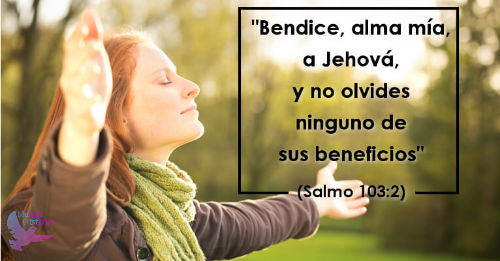 "Bendice, alma mía,
a Jehová,
y no olvides
ninguno de
sus beneficios"
(Salmo 103:2)